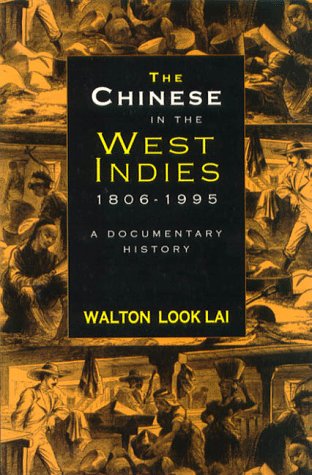 THE
CHINESE
IN THE
WEST
INDIES
1806-1995
A DOCUMENTARY
HISTORY
WALTON LOOK LAI